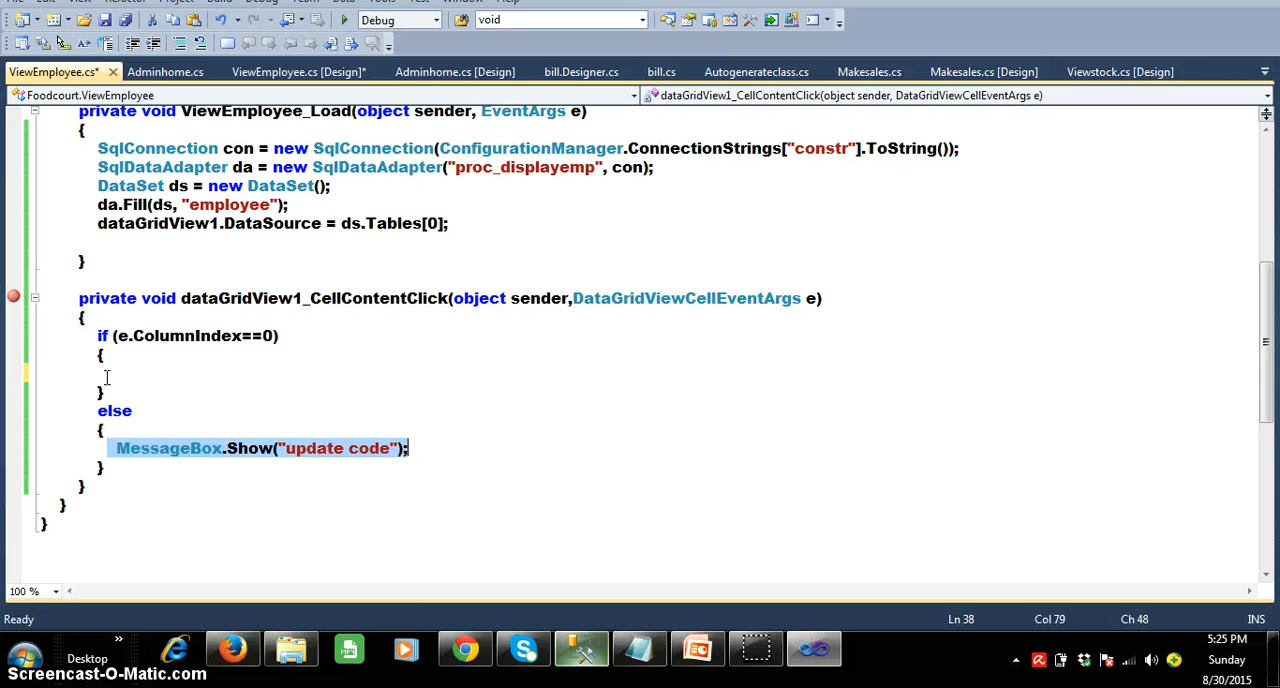 Debug void
ViewEmployee.cs* Adminhome.cs ViewEmployee.cs [Design]* Adminhome.cs [Design] bill.Designer.cs bill.cs Autogenerateclass.cs Makesales.cs Makesales.cs [Design] Viewstock.cs [Design]
Foodcourt.ViewEmployee dataGridView1_CellContentClick(object sender, DataGridViewCellEventArgs e)
private void ViewEmployee_Load(object sender, EventArgs e)
{
SqlConnection con = new SqlConnection(ConfigurationManager.ConnectionStrings["constr"].ToString());
SqlDataAdapter da = new SqlDataAdapter("proc_displayemp", con);
DataSet ds = new DataSet();
da.Fill(ds, "employee");
dataGridView1.DataSource = ds.Tables[0];
}
private void dataGridView1_CellContentClick(object sender,DataGridViewCellEventArgs e)
{
if (e.ColumnIndex==0)
{
}
else
{
MessageBox.Show("update code");
}
}
}
}
100 %
Ready Ln 38 Col 79 Ch 48 INS
Desktop
5:25 PM
Sunday
8/30/2015
Screencast-O-Matic.com